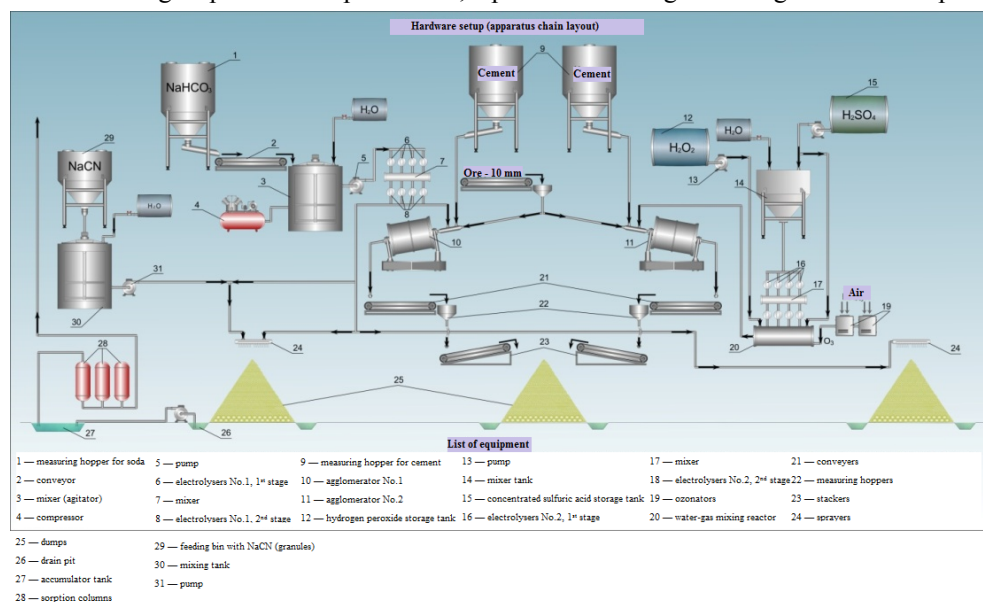 Hardware setup (apparatus chain layout)
1
9
Cement
Cement
15
NaHCO3
H2SO4
29
H2O
12
H2O
H2O2
NaCN
2
6
5
7
13
14
3
Ore - 10 mm
4
8
H2O
10
11
16
31
21
17
Air
19
22
30
20
O3
24
23
24
28
25
27
26
List of equipment
1 — measuring hopper for soda
2 — conveyor
3 — mixer (agitator)
4 — compressor
5 — pump
6 — electrolysers No.1, 1st stage
7 — mixer
8 — electrolysers No.1, 2nd stage
9 — measuring hopper for cement
10 — agglomerator No.1
11 — agglomerator No.2
12 — hydrogen peroxide storage tank
13 — pump
14 — mixer tank
15 — concentrated sulfuric acid storage tank
16 — electrolysers No.2, 1st stage
17 — mixer
18 — electrolysers No.2, 2nd stage
19 — ozonators
20 — water-gas mixing reactor
21 — conveyers
22 — measuring hoppers
23 — stackers
24 — sprayers
25 — dumps
26 — drain pit
27 — accumulator tank
28 — sorption columns
29 — feeding bin with NaCN (granules)
30 — mixing tank
31 — pump